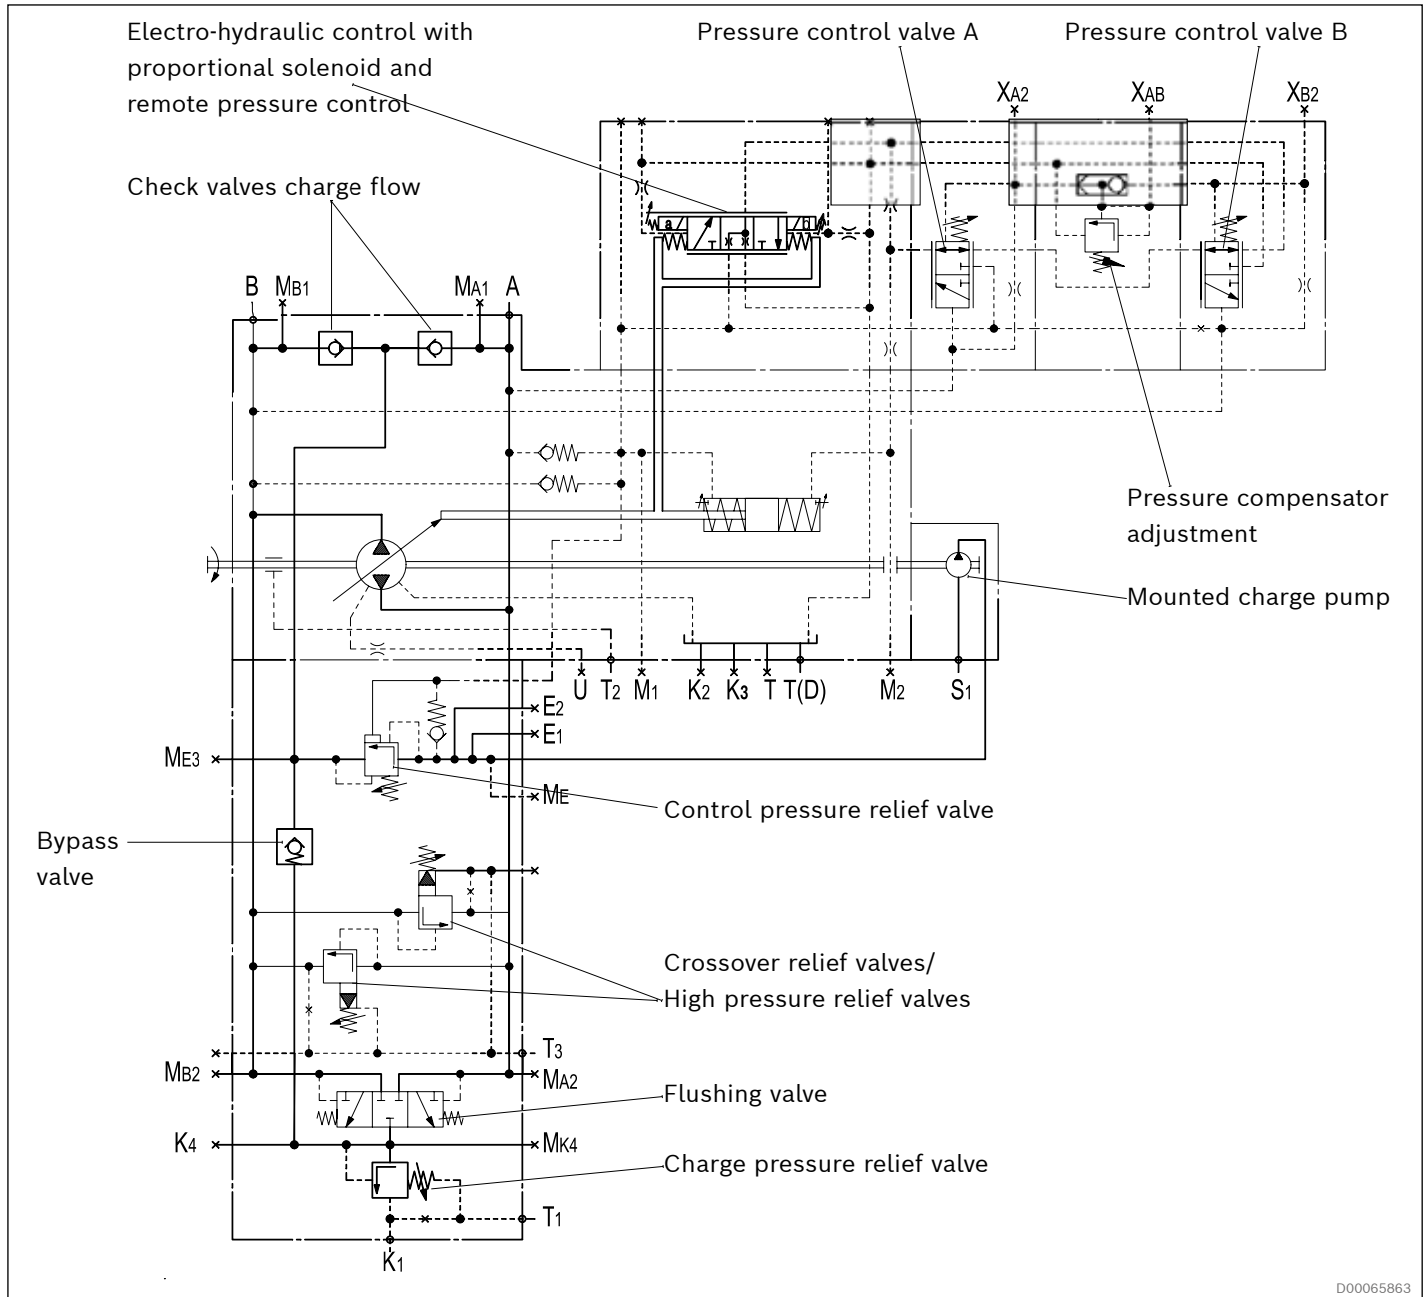 Electro-hydraulic control with
proportional solenoid and
remote pressure control
Pressure control valve A
Pressure control valve B
XA2
XAB
XB2
Check valves charge flow
a
b
B
MB1
MA1
A
Pressure compensator
adjustment
Mounted charge pump
U
T2
M1
K2
K3
T
T(D)
M2
S1
E2
E1
ME3
ME
Control pressure relief valve
Bypass
valve
Crossover relief valves/
High pressure relief valves
T3
MB2
MA2
Flushing valve
K4
MK4
Charge pressure relief valve
T1
K1
D00065863